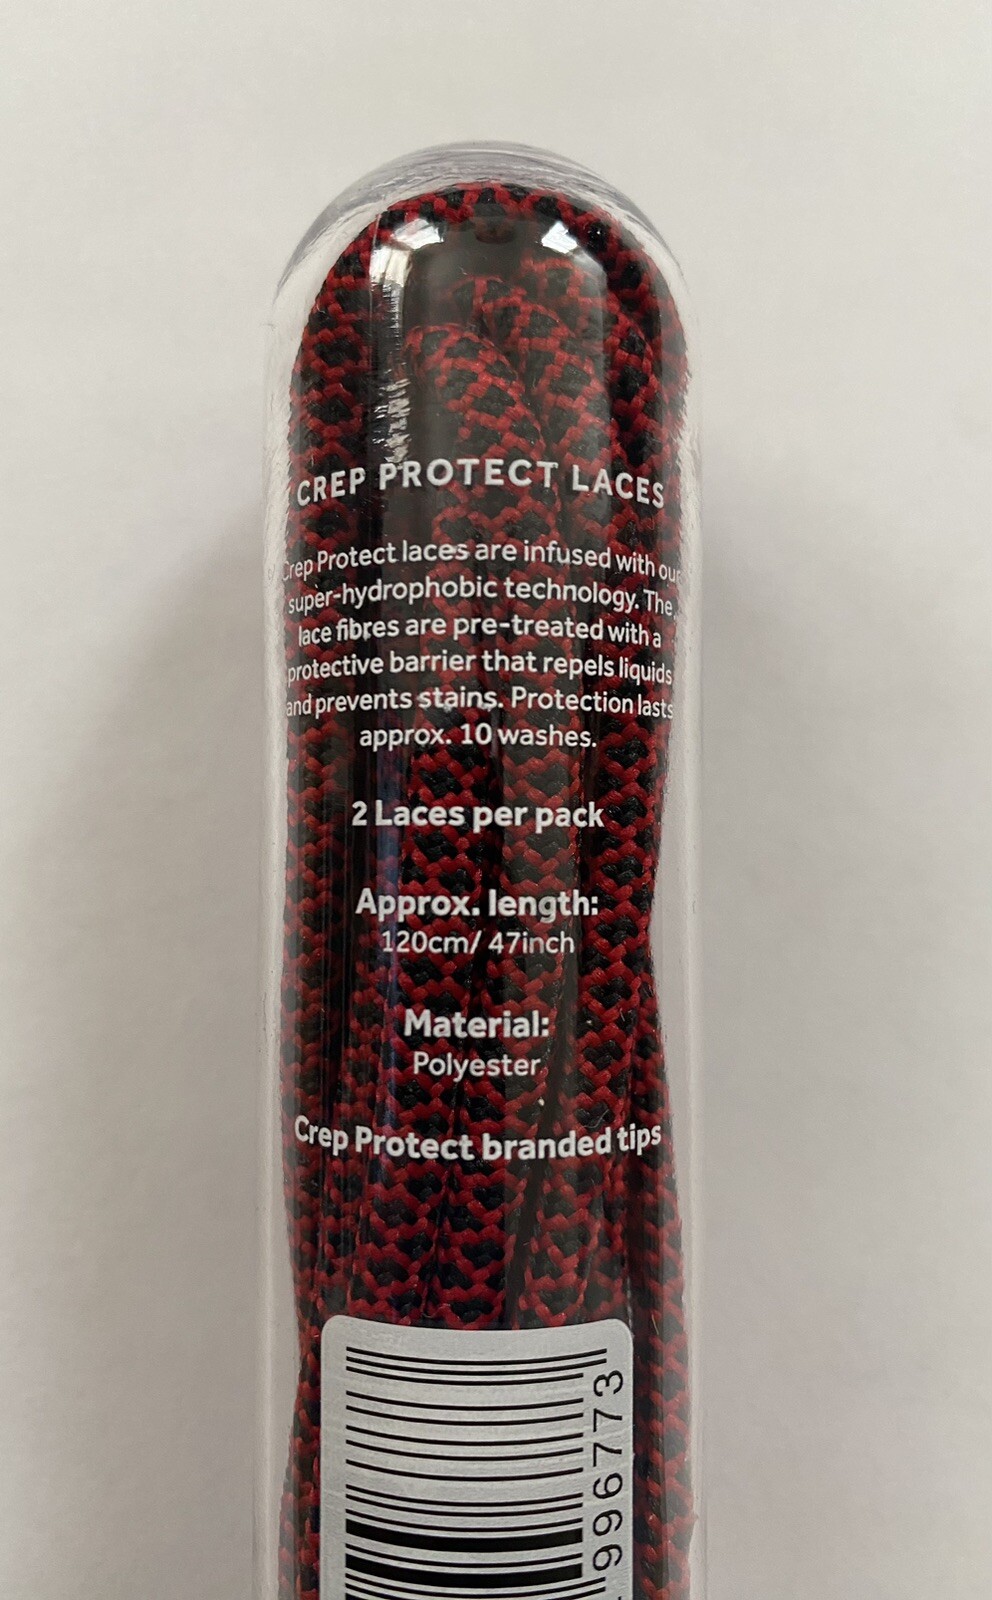 CREP PROTECT LACES
Crep Protect laces are infused with our
super-hydrophobic technology. The
lace fibres are pre-treated with a
protective barrier that repels liquids
and prevents stains. Protection lasts
approx. 10 washes.
2 Laces per pack
Approx. length:
120cm/ 47inch
Material:
Polyester
Crep Protect branded tips
996773